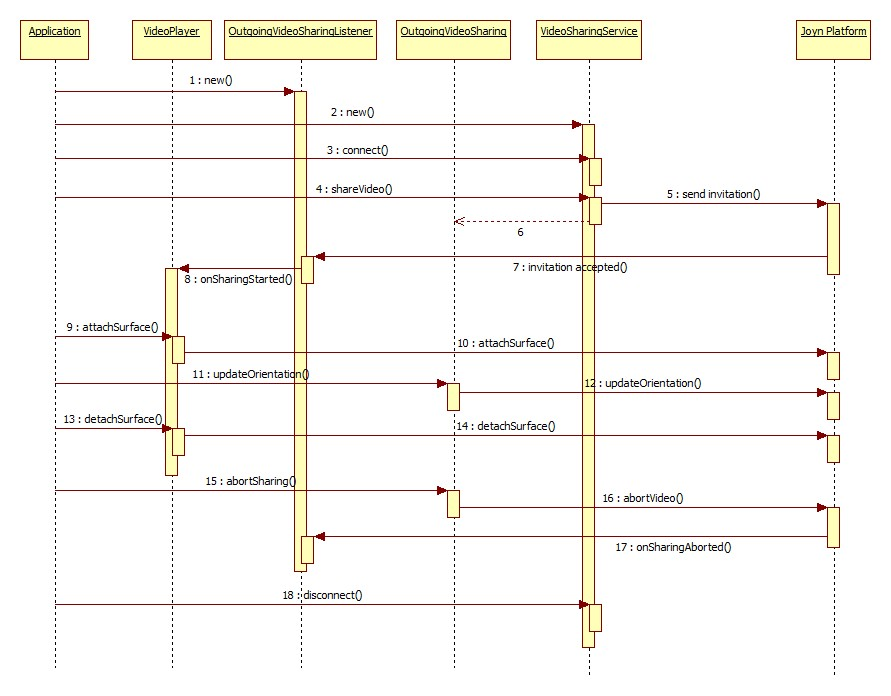 Application
VideoPlayer
OutgoingVideoSharingListener
OutgoingVideoSharing
VideoSharingService
Joyn Platform
1 : new()
2 : new()
3 : connect()
4 : shareVideo()
5 : send invitation()
6
7 : invitation accepted()
8 : onSharingStarted()
9 : attachSurface()
10 : attachSurface()
11 : updateOrientation()
12 : updateOrientation()
13 : detachSurface()
14 : detachSurface()
15 : abortSharing()
16 : abortVideo()
17 : onSharingAborted()
18 : disconnect()